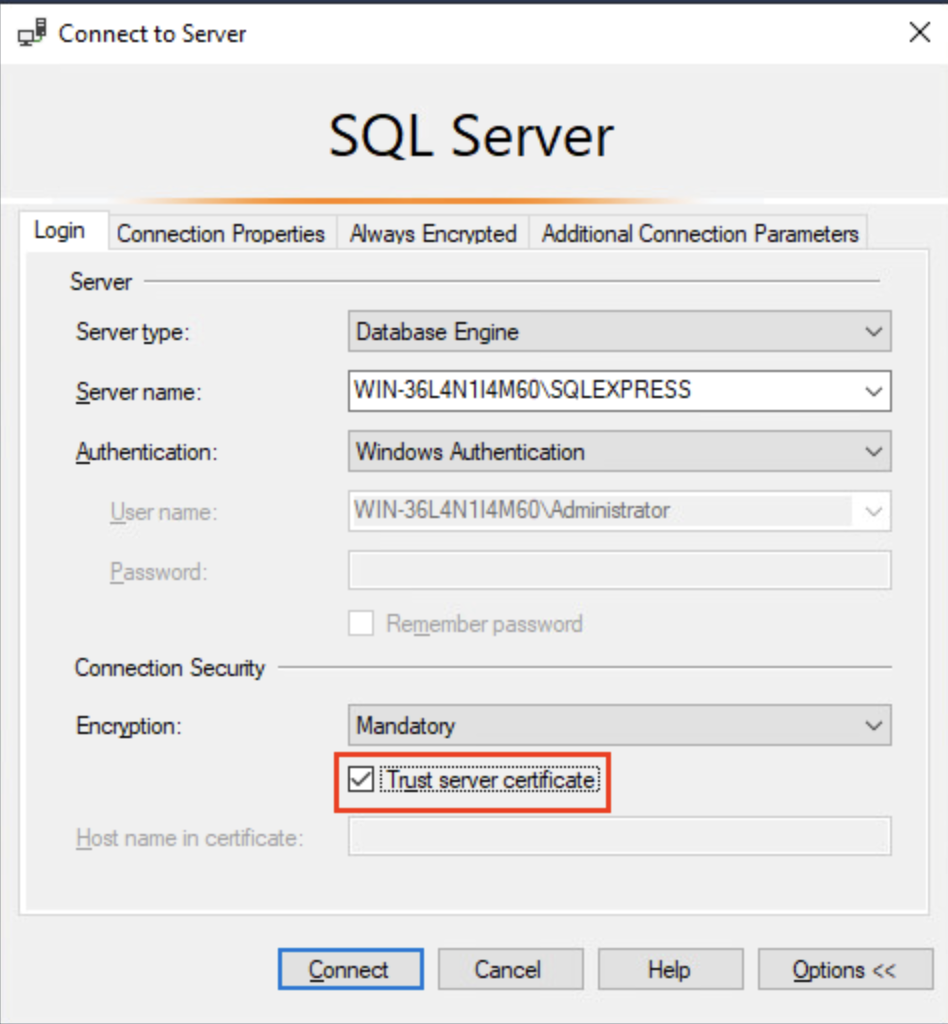 Connect to Server
SQL Server
Login Connection Properties Always Encrypted Additional Connection Parameters
Server
Server type: Database Engine
Server name: WIN-36L4N1I4M60\SQLEXPRESS
Authentication: Windows Authentication
User name: WIN-36L4N1I4M60\Administrator
Password:
Remember password
Connection Security
Encryption: Mandatory
Trust server certificate
Host name in certificate:
Connect Cancel Help Options <<